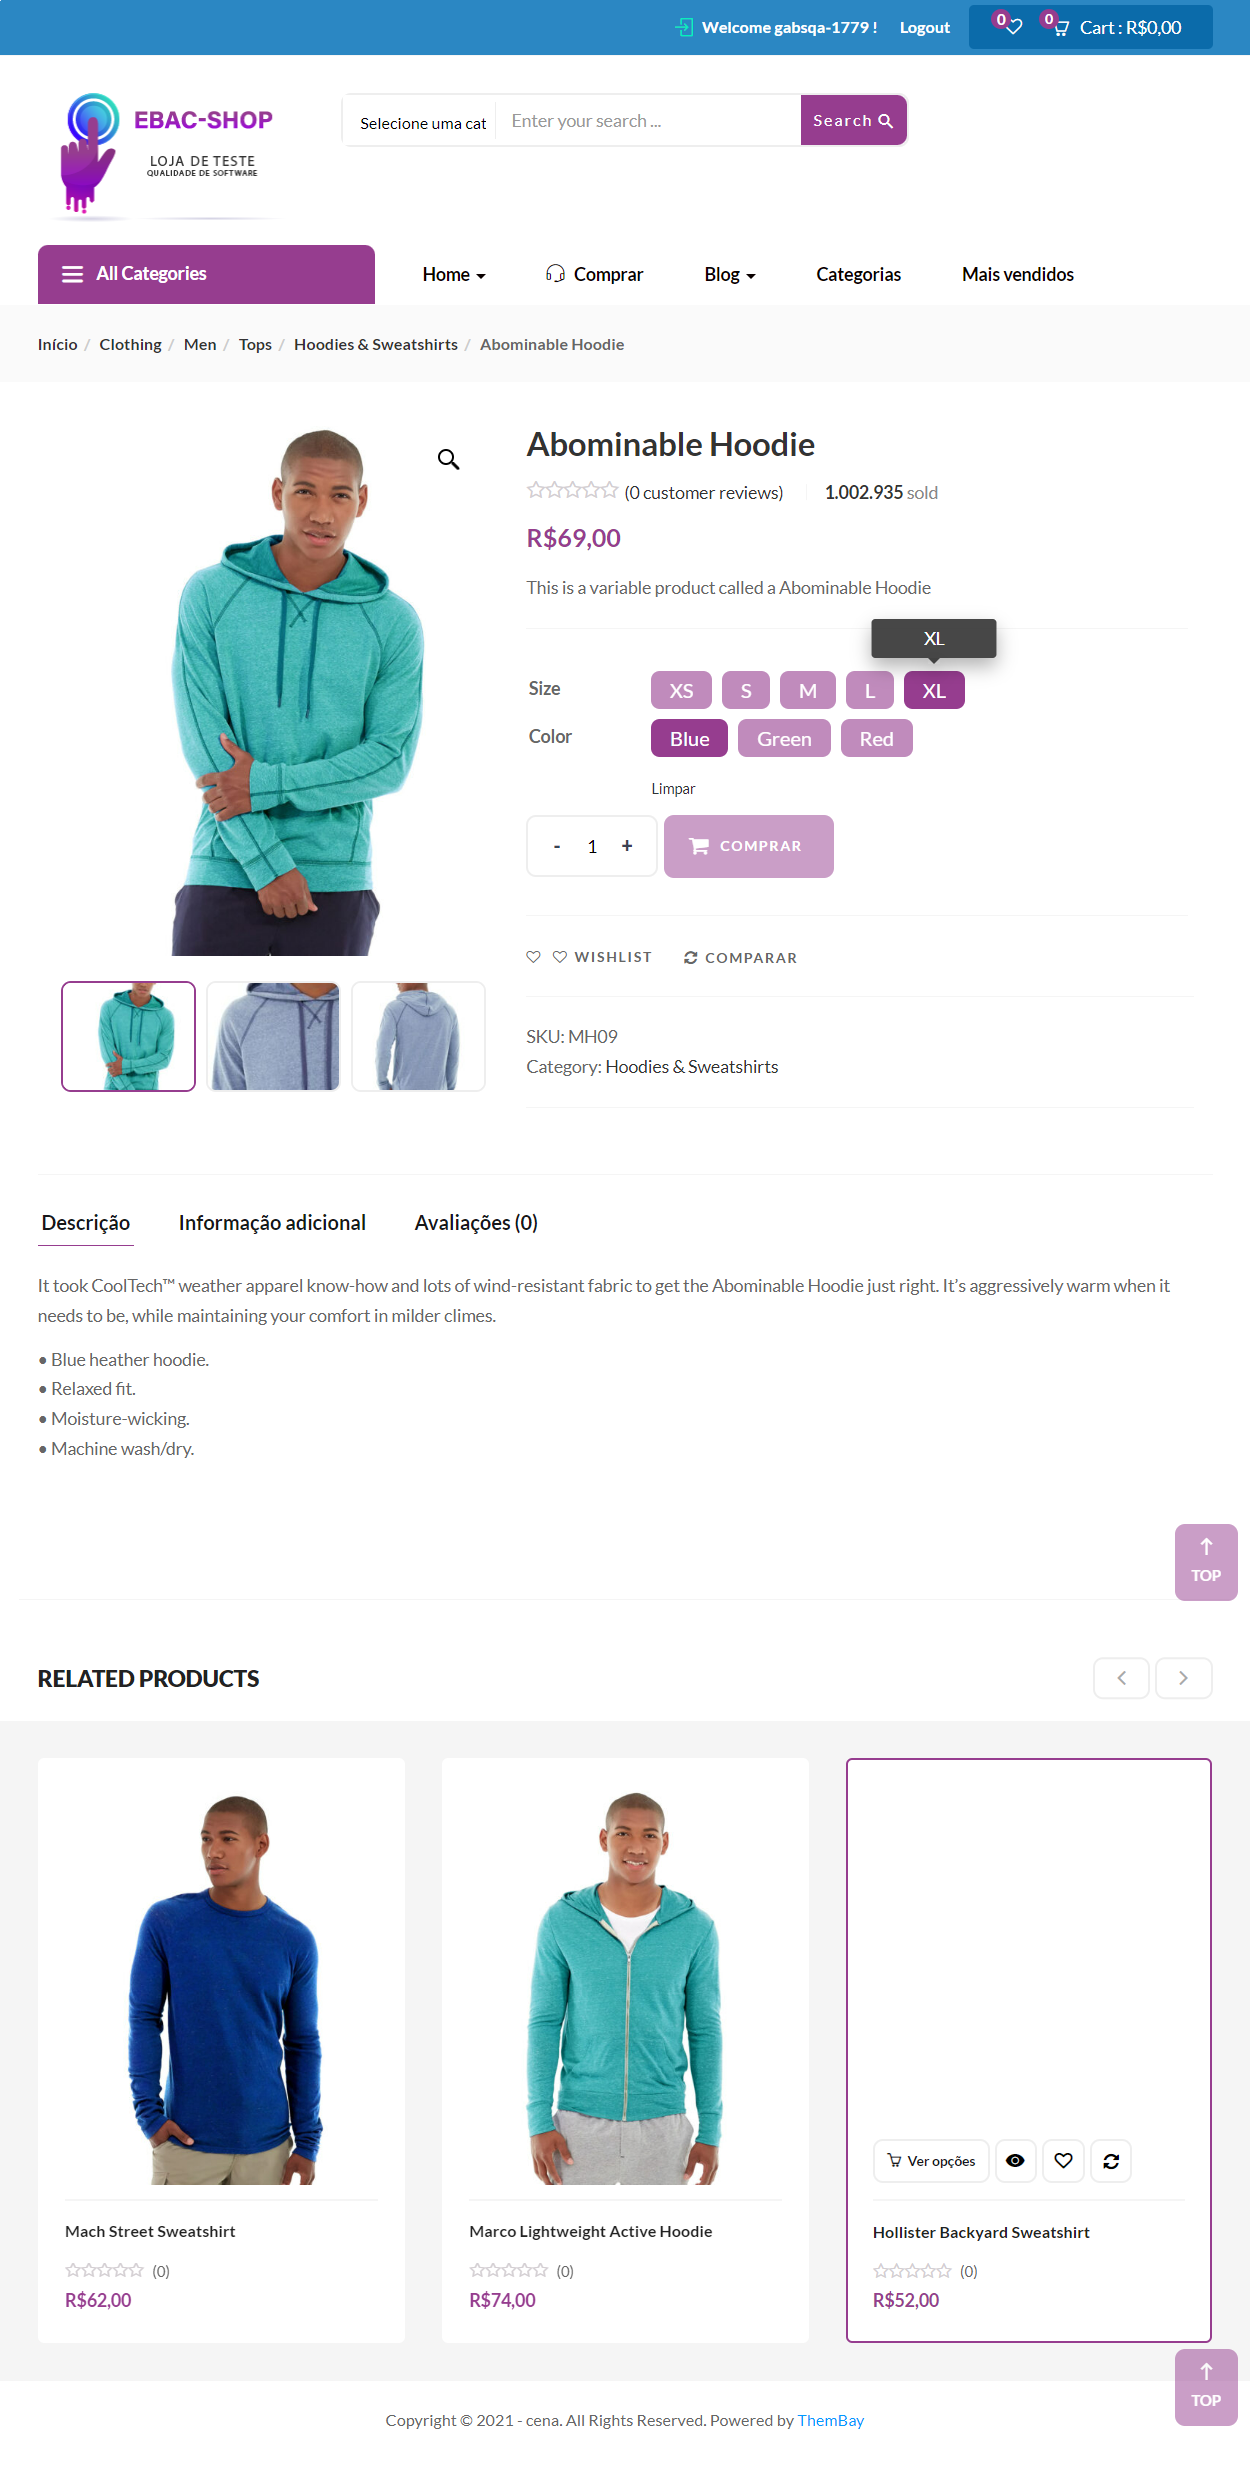 Welcome gabsqa-1779 !
Logout
0
0
Cart : R$0,00
EBAC-SHOP
LOJA DE TESTE
QUALIDADE DE SOFTWARE
Selecione uma cat
Enter your search ...
Search
All Categories
Home
Comprar
Blog
Categorias
Mais vendidos
Início / Clothing / Men / Tops / Hoodies & Sweatshirts / Abominable Hoodie
Abominable Hoodie
(0 customer reviews)
1.002.935 sold
R$69,00
This is a variable product called a Abominable Hoodie
XL
Size
XS
S
M
L
XL
Color
Blue
Green
Red
Limpar
- 1 +
COMPRAR
WISHLIST
COMPARAR
SKU: MH09
Category: Hoodies & Sweatshirts
Descrição
Informação adicional
Avaliações (0)
It took CoolTech™ weather apparel know-how and lots of wind-resistant fabric to get the Abominable Hoodie just right. It’s aggressively warm when it
needs to be, while maintaining your comfort in milder climes.
• Blue heather hoodie.
• Relaxed fit.
• Moisture-wicking.
• Machine wash/dry.
TOP
RELATED PRODUCTS
Mach Street Sweatshirt
(0)
R$62,00
Marco Lightweight Active Hoodie
(0)
R$74,00
Ver opções
Hollister Backyard Sweatshirt
(0)
R$52,00
TOP
Copyright © 2021 - cena. All Rights Reserved. Powered by ThemBay